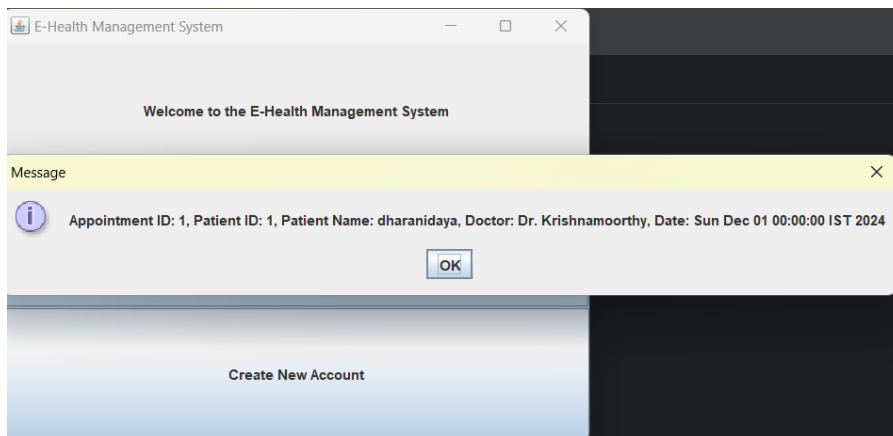 E-Health Management System
Welcome to the E-Health Management System
Message
Appointment ID: 1, Patient ID: 1, Patient Name: dharanidaya, Doctor: Dr. Krishnamoorthy, Date: Sun Dec 01 00:00:00 IST 2024
OK
Create New Account